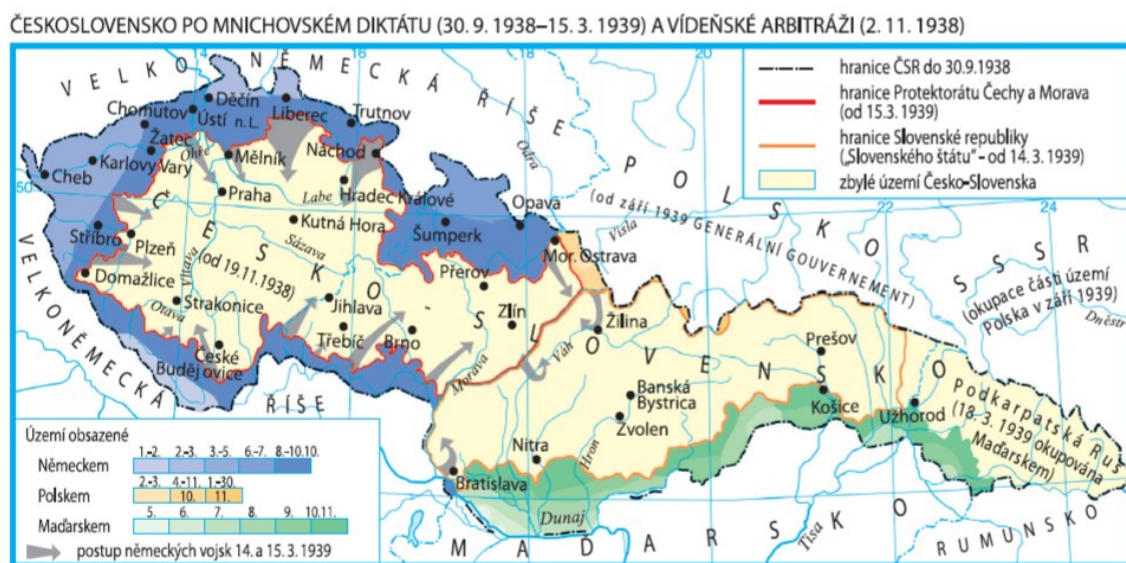 ČESKOSLOVENSKO PO MNICHOVSKÉM DIKTÁTU (30. 9. 1938–15. 3. 1939) A VÍDEŇSKÉ ARBITRÁŽI (2. 11. 1938)
hranice ČSR do 30.9.1938
hranice Protektorátu Čechy a Morava
(od 15.3. 1939)
hranice Slovenské republiky
(„Slovenského štátu" - od 14. 3. 1939)
zbylé území Česko-Slovenska
14
16
18
20
22
24
50
VELKONĚMECKÁ ŘÍŠE
VELKONĚMECKÁ ŘÍŠE
POLSKO
(od září 1939 GENERÁLNÍ GOUVERNEMENT)
SSSR
(okupace části území
Polska v září 1939)
Dněstr
Děčín
Chomutov
Ústí n. L.
Liberec
Trutnov
Žatec
Karlovy Vary
Cheb
Ohře
Mělník
Náchod
Odra
Praha
Labe
Hradec Králové
Kutná Hora
Šumperk
Opava
Visla
Stříbro
Plzeň
Vltava
Sázava
Mor. Ostrava
Domažlice
ČESKO-SLOVENSKO
(od 19.11.1938)
Přerov
Strakonice
Otava
Jihlava
Zlín
Třebíč
Brno
České
Budějovice
Morava
Váh
Žilina
Prešov
Banská
Bystrica
Zvolen
Košice
Užhorod
Podkarpatská Rus
(18. 3. 1939 okupována
Maďarskem)
Nitra
Hron
Bratislava
Dunaj
Tisa
MAĎARSKO
RUMUNSKO
Území obsazené
1.-2. 2.-3. 3.-5. 6.-7. 8.-10.10.
Německem
2.-3. 4.-11. 1.-30.
Polskem 10. 11.
5. 6. 7. 8. 9. 10.11.
Maďarskem
postup německých vojsk 14. a 15. 3. 1939